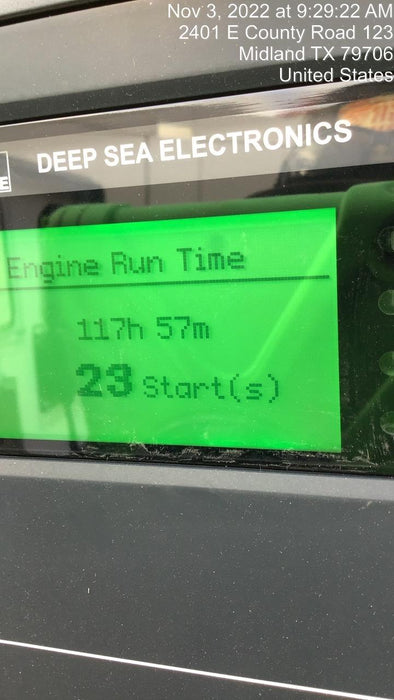 Nov 3, 2022 at 9:29:22 AM
2401 E County Road 123
Midland TX 79706
United States
DEEP SEA ELECTRONICS
E
Engine Run Time
117h 57m
23 Start(s)